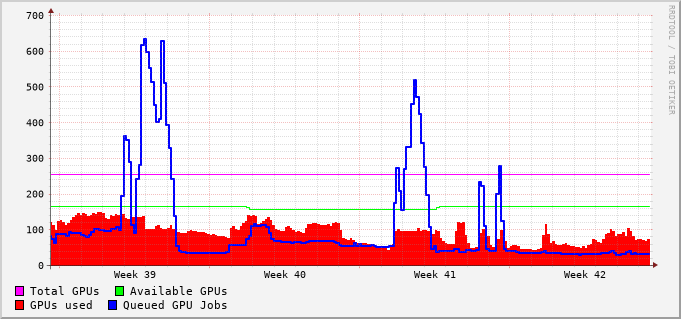 700
600
500
400
300
200
100
0
Week 39 Week 40 Week 41 Week 42
Total GPUs Available GPUs
GPUs used Queued GPU Jobs
RRDTOOL / TOBI OETIKER